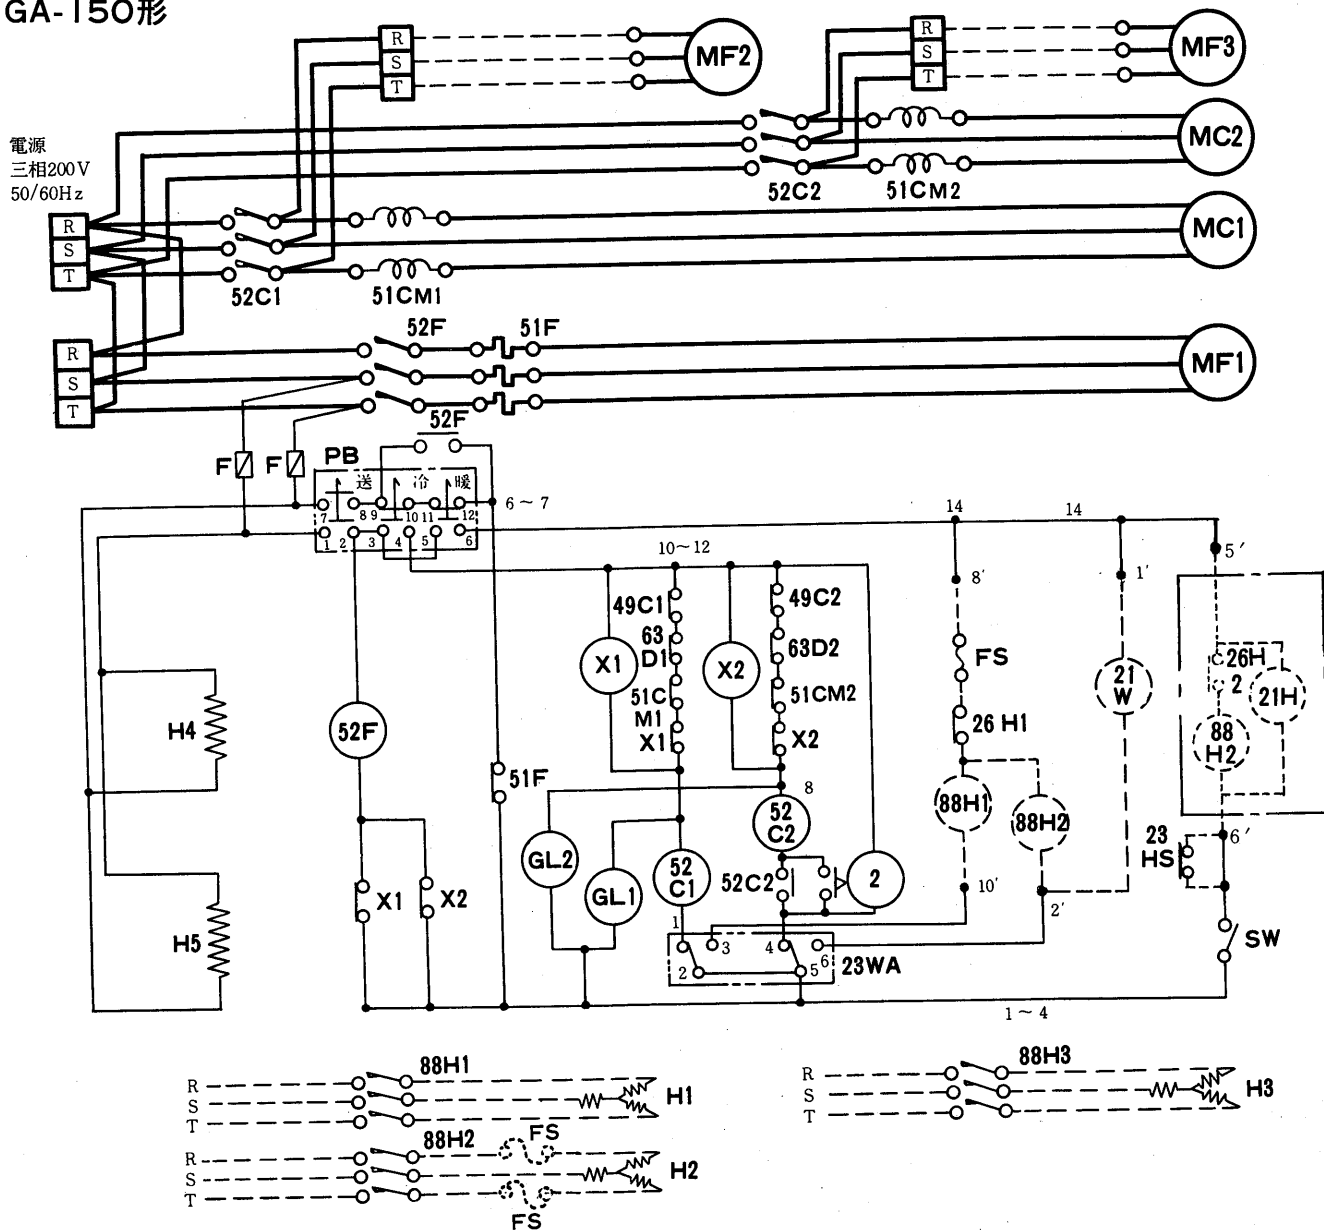 GA-150形
R
S
T
MF2
R
S
T
MF3
電源
三相200V
50/60Hz
MC2
52C2
51CM2
R
S
T
MC1
52C1
51CM1
52F
51F
R
S
T
MF1
52F
F
F
PB
送
冷
暖
7
8
9
10
11
12
6～7
1
2
3
4
5
6
14
14
10～12
5'
8'
1'
49C1
49C2
63
D1
63D2
X1
X2
51C
M1
51CM2
X1
X2
FS
26H1
21
W
26H
2
21H
88
H2
H4
52F
51F
8
52
C2
88H1
88H2
6'
23
HS
GL2
GL1
52
C1
52C2
2
10'
2'
X1
X2
H5
1
3
4
6
2
5
23WA
SW
1～4
88H1
R
S
T
H1
88H3
R
S
T
H3
88H2
FS
R
S
T
H2
FS